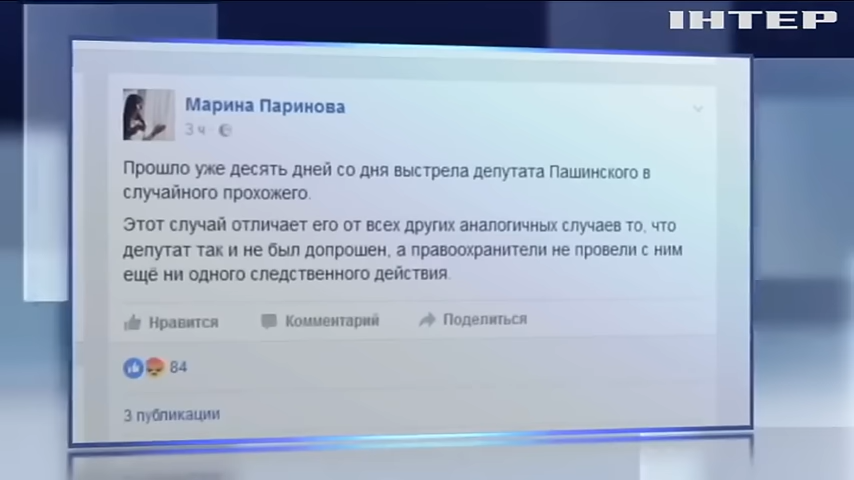 ІНТЕР
Марина Паринова
3 ч
Прошло уже десять дней со дня выстрела депутата Пашинского в
случайного прохожего.
Этот случай отличает его от всех других аналогичных случаев то, что
депутат так и не был допрошен, а правоохранители не провели с ним
ещё ни одного следственного действия.
Нравится Комментарий Поделиться
84
3 публикации